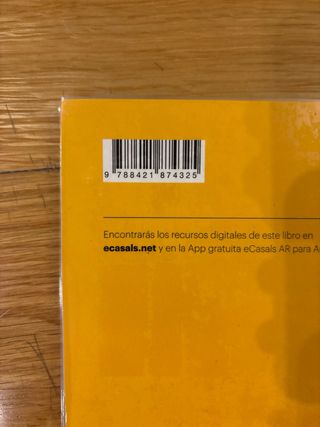 9 788421 874325
Encontrarás los recursos digitales de este libro en
ecasals.net y en la App gratuita eCasals AR para